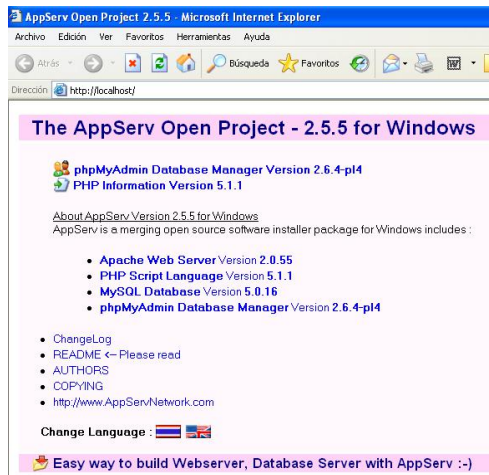 AppServ Open Project 2.5.5 - Microsoft Internet Explorer
Archivo Edición Ver Favoritos Herramientas Ayuda
Atrás Búsqueda Favoritos
Dirección http://localhost/
The AppServ Open Project - 2.5.5 for Windows
phpMyAdmin Database Manager Version 2.6.4-pl4
PHP Information Version 5.1.1
About AppServ Version 2.5.5 for Windows
AppServ is a merging open source software installer package for Windows includes :
• Apache Web Server Version 2.0.55
• PHP Script Language Version 5.1.1
• MySQL Database Version 5.0.16
• phpMyAdmin Database Manager Version 2.6.4-pl4
• ChangeLog
• README <-- Please read
• AUTHORS
• COPYING
• http://www.AppServNetwork.com
Change Language :
Easy way to build Webserver, Database Server with AppServ :-)